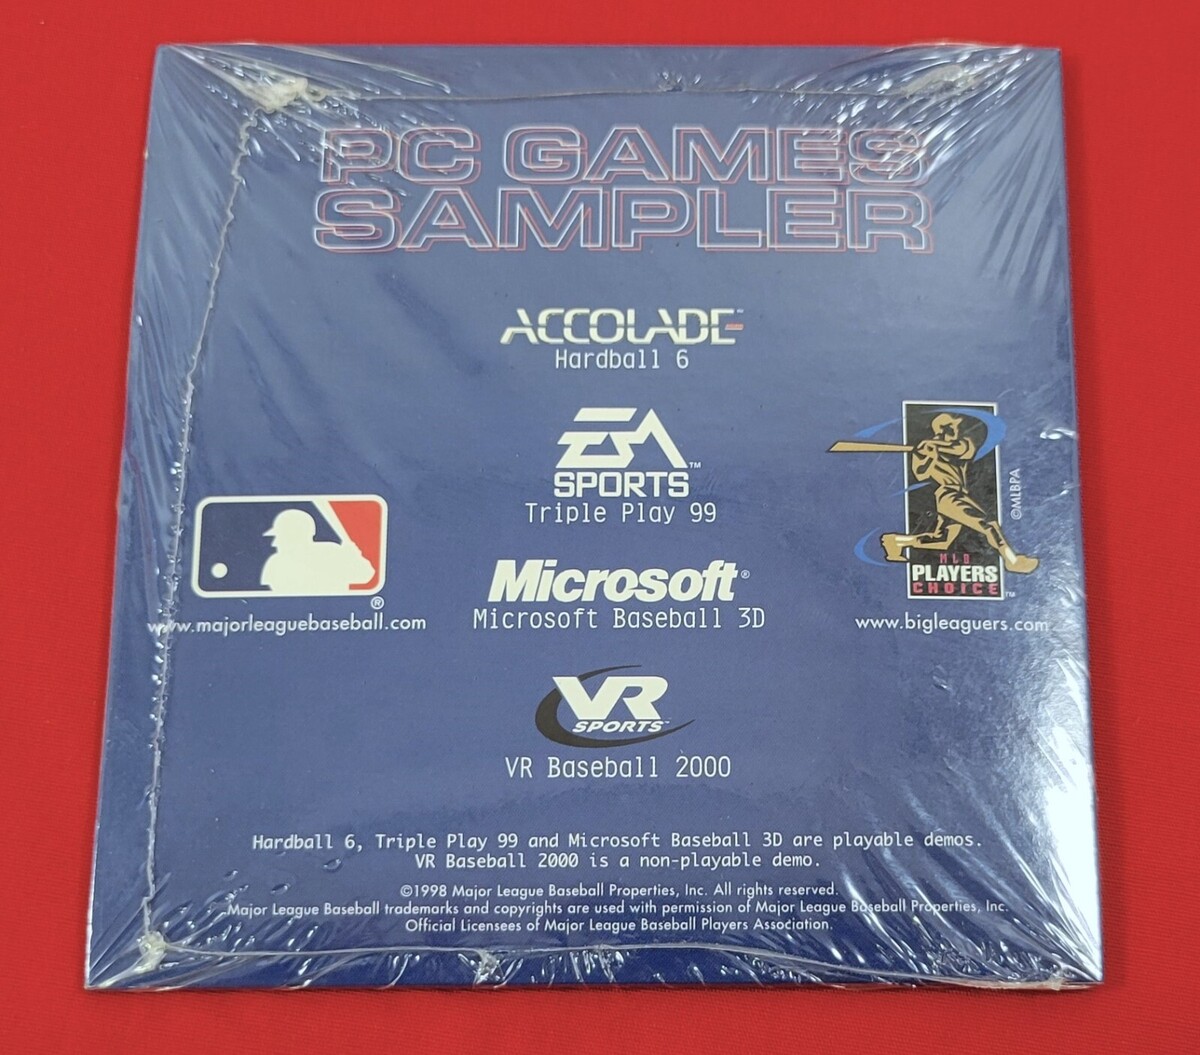 PC GAMES
SAMPLER
ACCOLADE™
Hardball 6
EA
SPORTS™
Triple Play 99
®
www.majorleaguebaseball.com
Microsoft®
Microsoft Baseball 3D
©MLBPA
MLB
PLAYERS
CHOICE™
www.bigleaguers.com
VR
SPORTS™
VR Baseball 2000
Hardball 6, Triple Play 99 and Microsoft Baseball 3D are playable demos.
VR Baseball 2000 is a non-playable demo.
©1998 Major League Baseball Properties, Inc. All rights reserved.
Major League Baseball trademarks and copyrights are used with permission of Major League Baseball Properties, Inc.
Official Licensees of Major League Baseball Players Association.